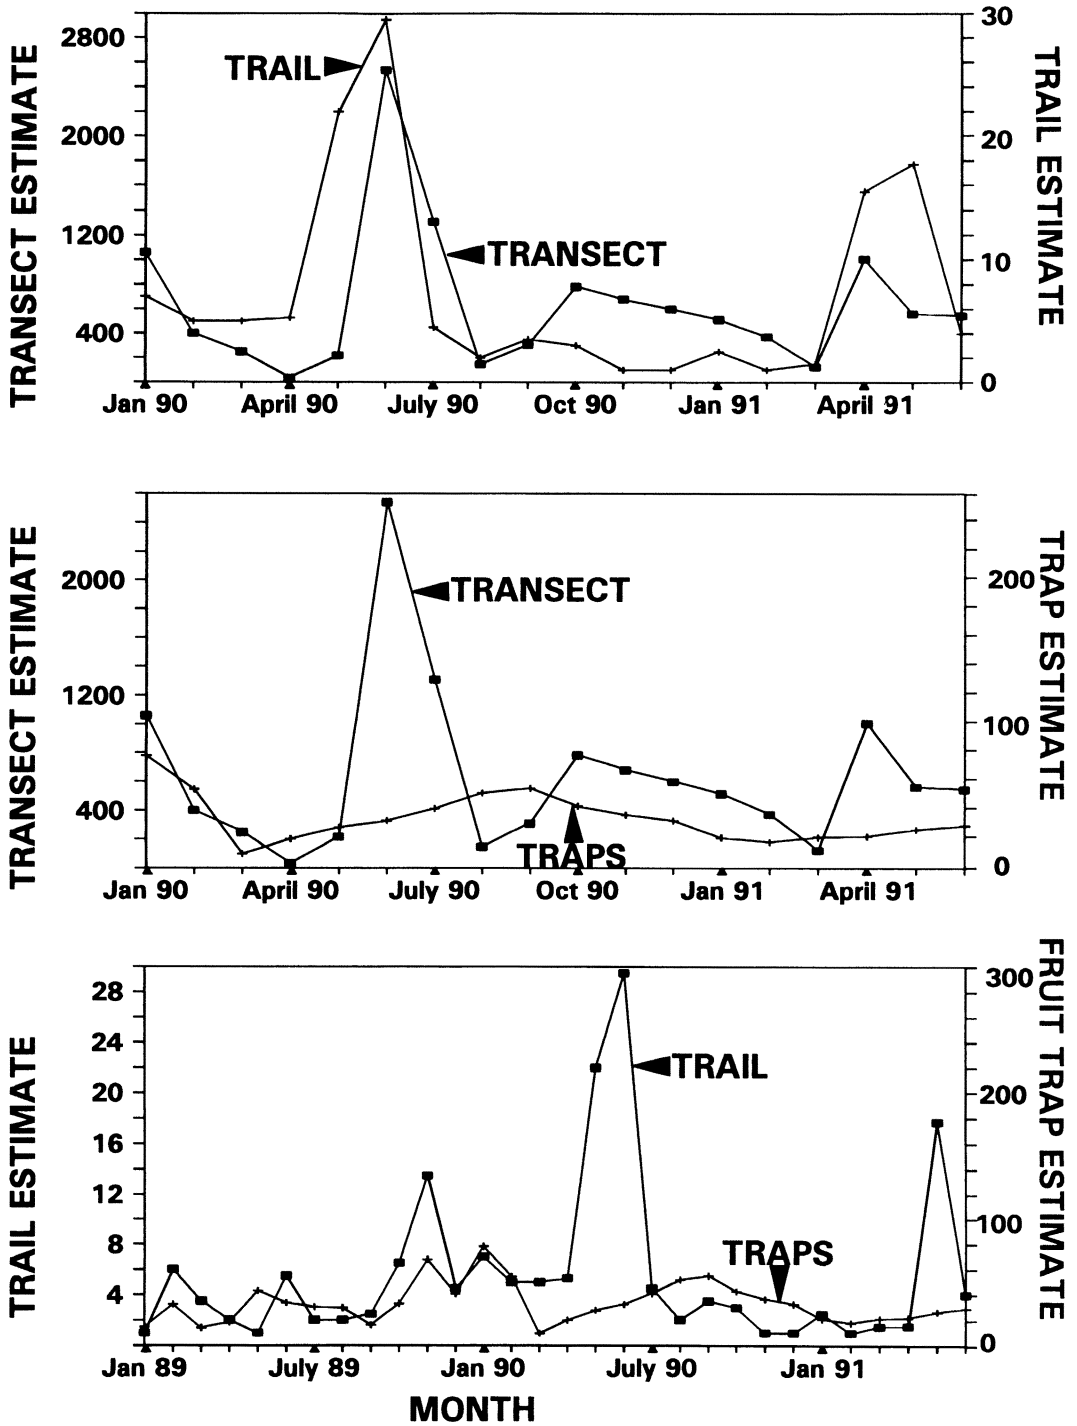 TRANSECT ESTIMATE
2800
2000
1200
400
TRAIL
TRANSECT
30
20
10
0
TRAIL ESTIMATE
Jan 90 April 90 July 90 Oct 90 Jan 91 April 91
TRANSECT ESTIMATE
2000
1200
400
TRANSECT
TRAPS
200
100
0
TRAP ESTIMATE
Jan 90 April 90 July 90 Oct 90 Jan 91 April 91
TRAIL ESTIMATE
28
24
20
16
12
8
4
TRAIL
TRAPS
300
200
100
0
FRUIT TRAP ESTIMATE
Jan 89 July 89 Jan 90 July 90 Jan 91
MONTH